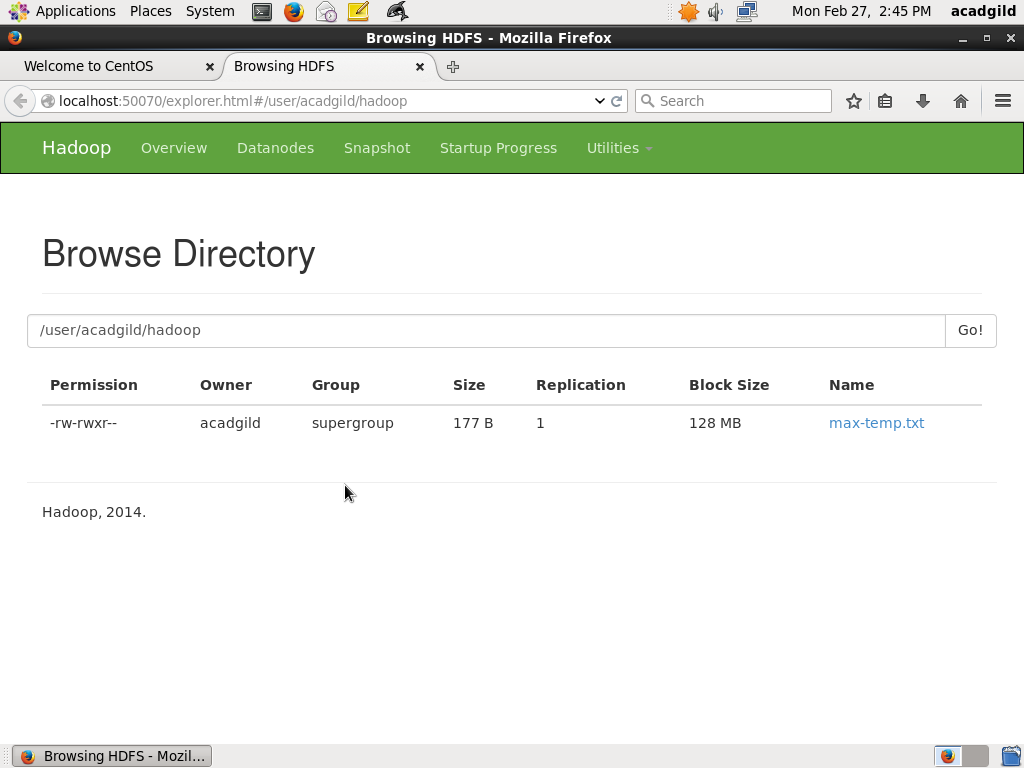 Applications Places System Mon Feb 27, 2:45 PM acadgild
Browsing HDFS - Mozilla Firefox
Welcome to CentOS Browsing HDFS
localhost:50070/explorer.html#/user/acadgild/hadoop Search
Hadoop Overview Datanodes Snapshot Startup Progress Utilities
Browse Directory
/user/acadgild/hadoop Go!
Permission Owner Group Size Replication Block Size Name
-rw-rwxr-- acadgild supergroup 177 B 1 128 MB max-temp.txt
Hadoop, 2014.
Browsing HDFS - Mozil...